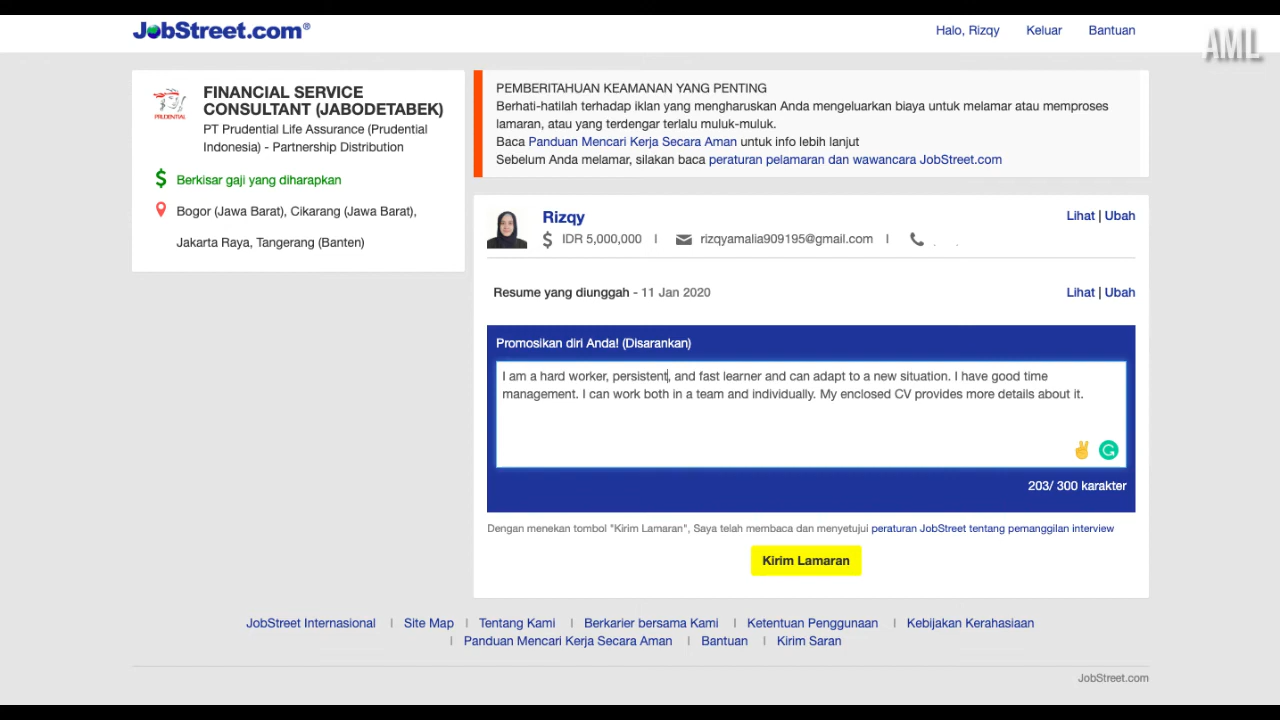 JobStreet.com®
Halo, Rizqy
Keluar
Bantuan
AML
FINANCIAL SERVICE
CONSULTANT (JABODETABEK)
PT Prudential Life Assurance (Prudential
Indonesia) - Partnership Distribution
PRUDENTIAL
$ Berkisar gaji yang diharapkan
Bogor (Jawa Barat), Cikarang (Jawa Barat),
Jakarta Raya, Tangerang (Banten)
PEMBERITAHUAN KEAMANAN YANG PENTING
Berhati-hatilah terhadap iklan yang mengharuskan Anda mengeluarkan biaya untuk melamar atau memproses
lamaran, atau yang terdengar terlalu muluk-muluk.
Baca Panduan Mencari Kerja Secara Aman untuk info lebih lanjut
Sebelum Anda melamar, silakan baca peraturan pelamaran dan wawancara JobStreet.com
Rizqy
Lihat | Ubah
$ IDR 5,000,000 | rizqyamalia909195@gmail.com |
Resume yang diunggah - 11 Jan 2020
Lihat | Ubah
Promosikan diri Anda! (Disarankan)
I am a hard worker, persistent, and fast learner and can adapt to a new situation. I have good time
management. I can work both in a team and individually. My enclosed CV provides more details about it.
203/ 300 karakter
Dengan menekan tombol "Kirim Lamaran", Saya telah membaca dan menyetujui peraturan JobStreet tentang pemanggilan interview
Kirim Lamaran
JobStreet Internasional | Site Map | Tentang Kami | Berkarier bersama Kami | Ketentuan Penggunaan | Kebijakan Kerahasiaan
| Panduan Mencari Kerja Secara Aman | Bantuan | Kirim Saran
JobStreet.com